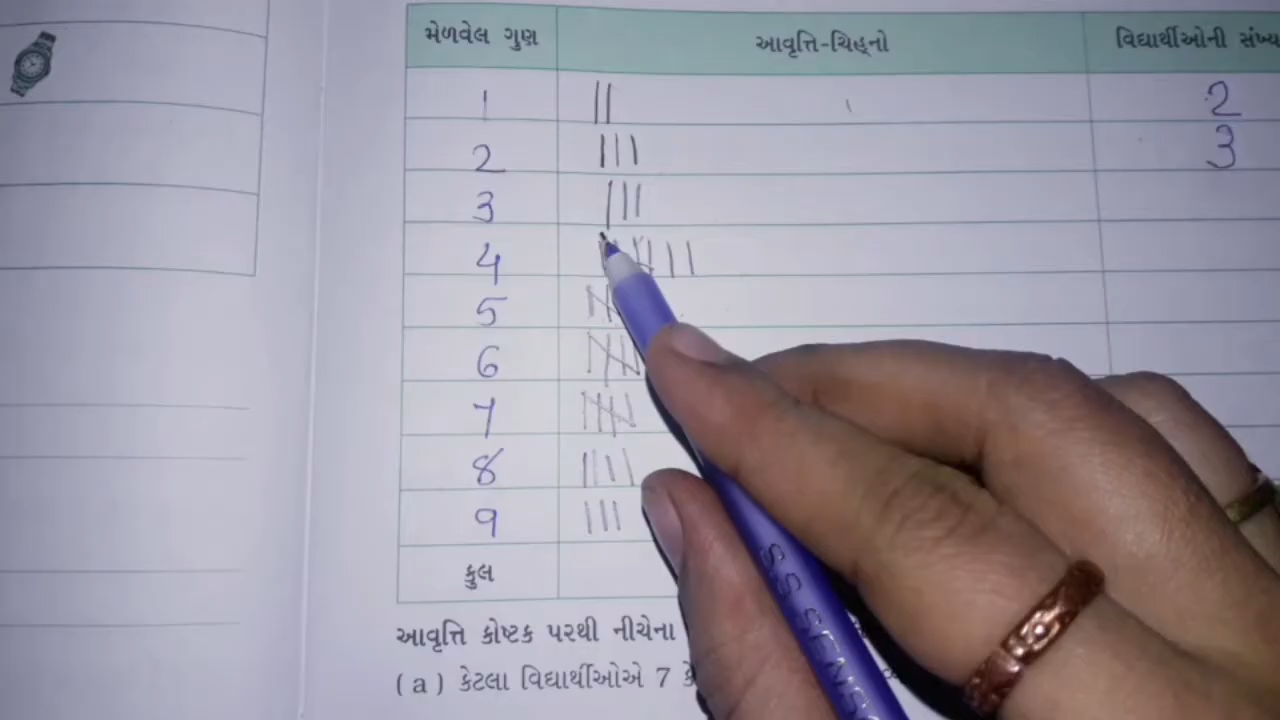 મેળવેલ ગુણ આવૃત્તિ-ચિહ્નો વિદ્યાર્થીઓની
1 || 2
2 ||| 3
3 |||
4
5
6
7
8 ||||
9 |||
કુલ
આવૃત્તિ કોષ્ટક પરથી નીચેના
(a) કેટલા વિદ્યાર્થીઓએ 7